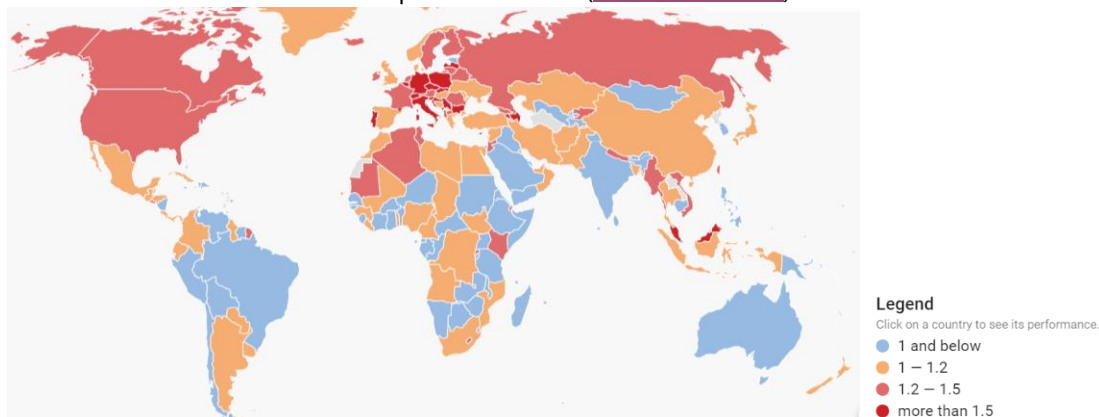 Legend
Click on a country to see its performance.
1 and below
1 – 1.2
1.2 – 1.5
more than 1.5